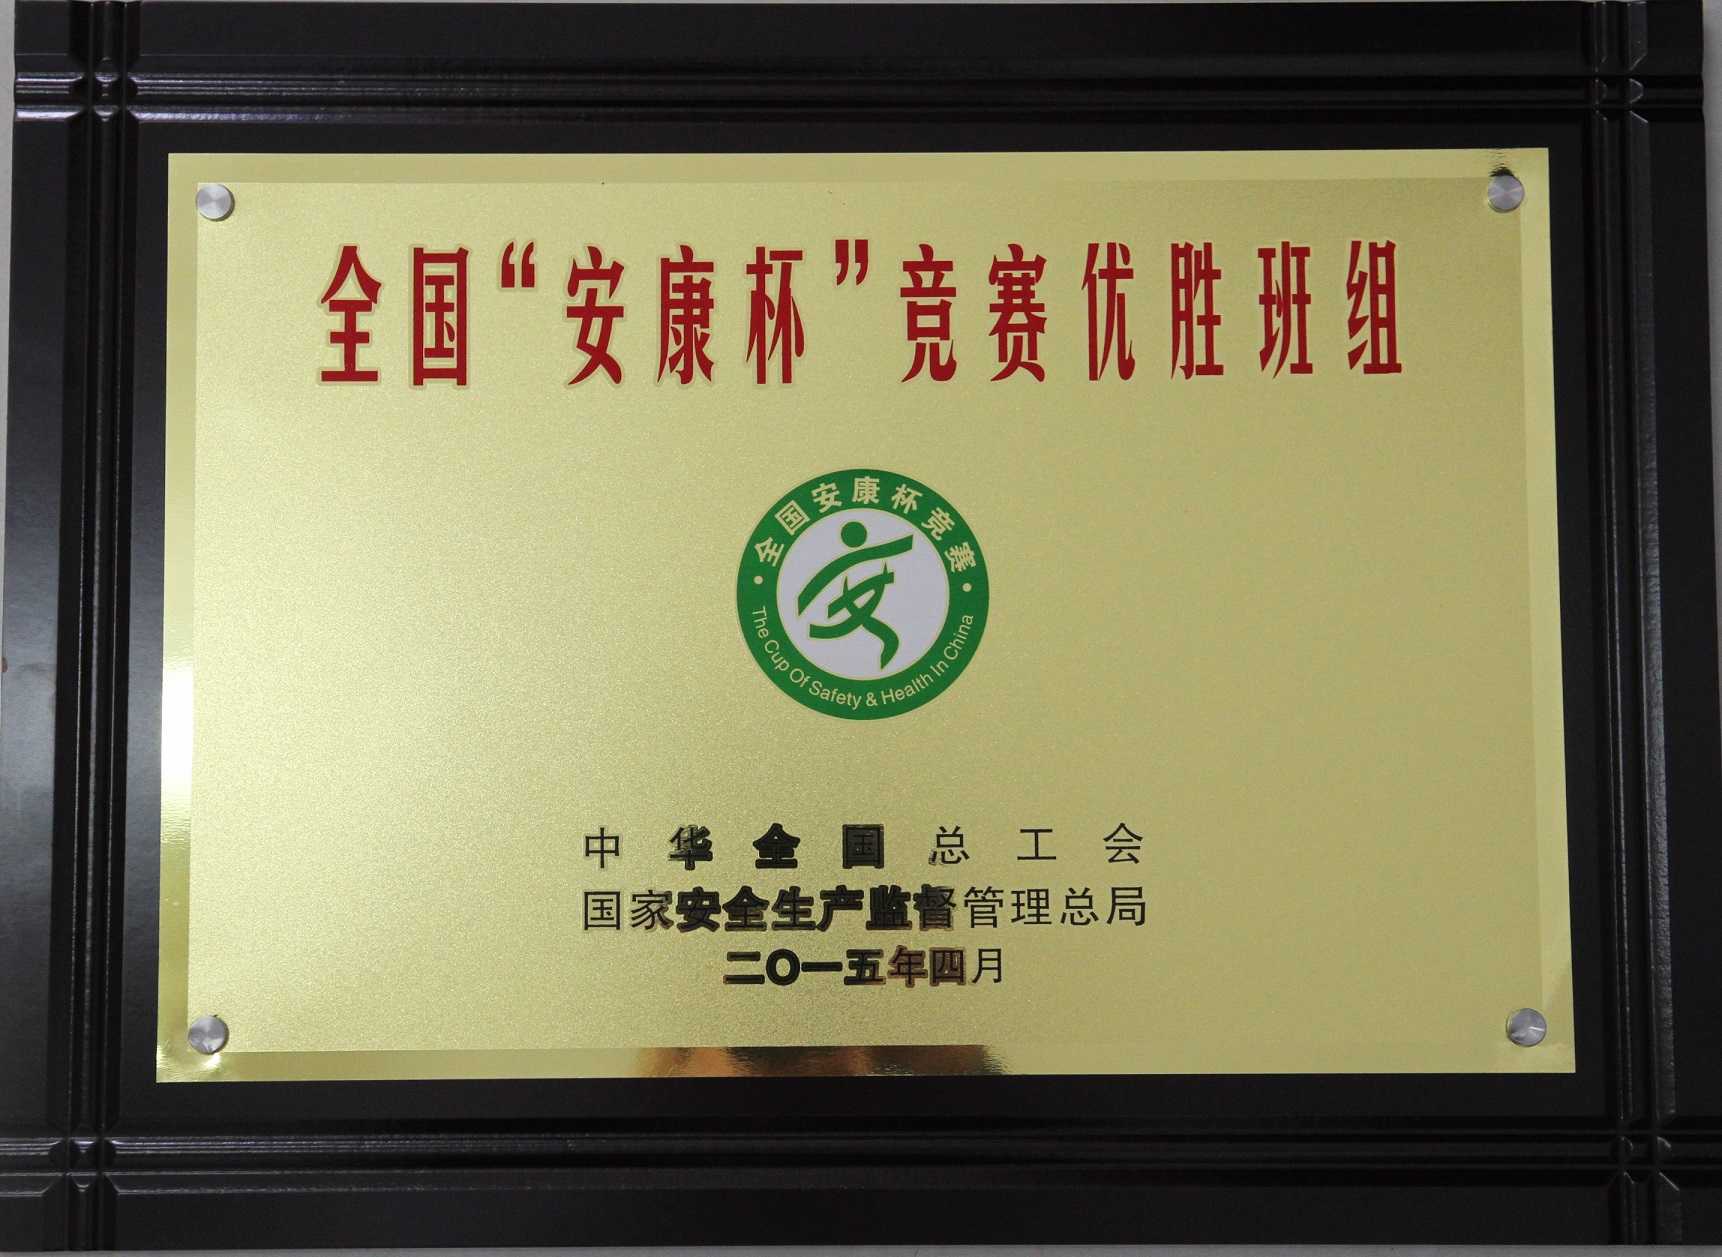 全国“安康杯”竞赛优胜班组
·全国安康杯竞赛·
The Cup Of Safety & Health In China
中华全国总工会
国家安全生产监督管理总局
二〇一五年四月